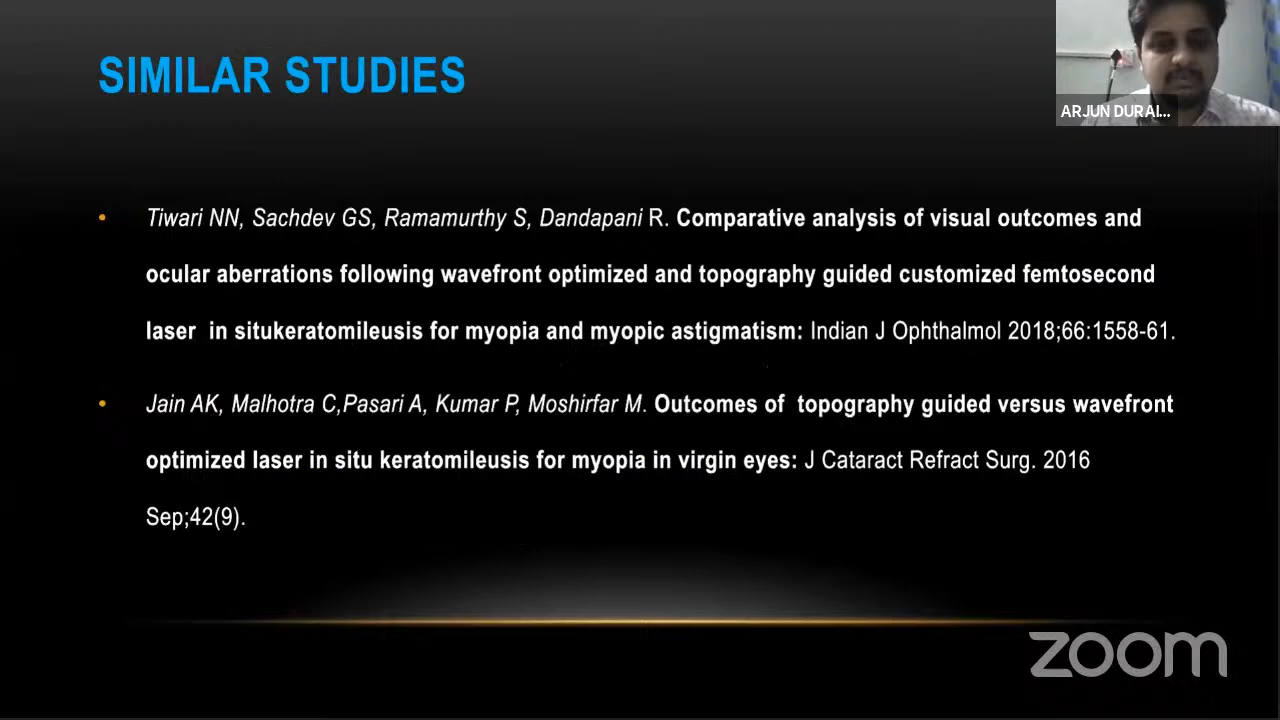 SIMILAR STUDIES
ARJUN DURAI...
• Tiwari NN, Sachdev GS, Ramamurthy S, Dandapani R. Comparative analysis of visual outcomes and
ocular aberrations following wavefront optimized and topography guided customized femtosecond
laser in situkeratomileusis for myopia and myopic astigmatism: Indian J Ophthalmol 2018;66:1558-61.
• Jain AK, Malhotra C,Pasari A, Kumar P, Moshirfar M. Outcomes of topography guided versus wavefront
optimized laser in situ keratomileusis for myopia in virgin eyes: J Cataract Refract Surg. 2016
Sep;42(9).
zoom